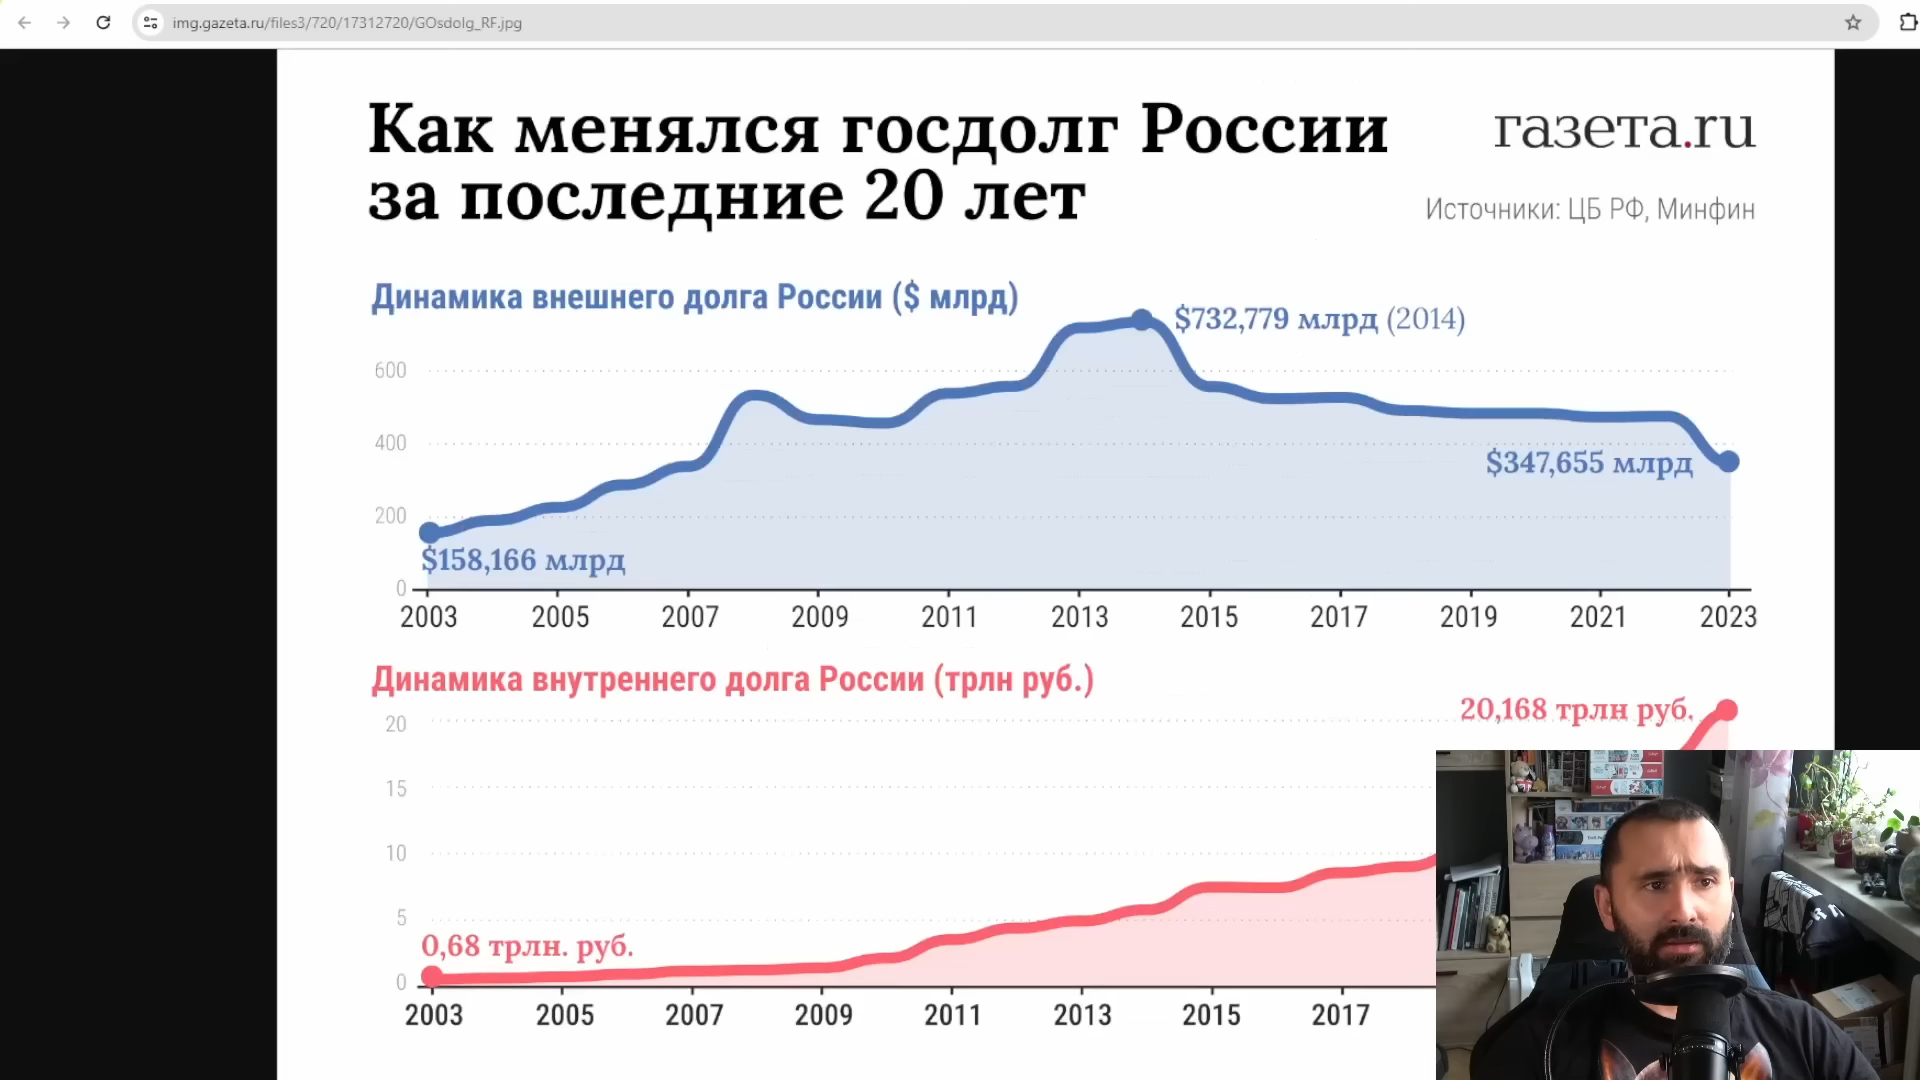 img.gazeta.ru/files3/720/17312720/GOsdolg_RF.jpg
Как менялся госдолг России
за последние 20 лет
газета.ru
Источники: ЦБ РФ, Минфин
Динамика внешнего долга России ($ млрд)
$732,779 млрд (2014)
600
400
$347,655 млрд
200
$158,166 млрд
0
2003 2005 2007 2009 2011 2013 2015 2017 2019 2021 2023
Динамика внутреннего долга России (трлн руб.)
20,168 трлн руб.
20
15
10
5
0,68 трлн. руб.
0
2003 2005 2007 2009 2011 2013 2015 2017